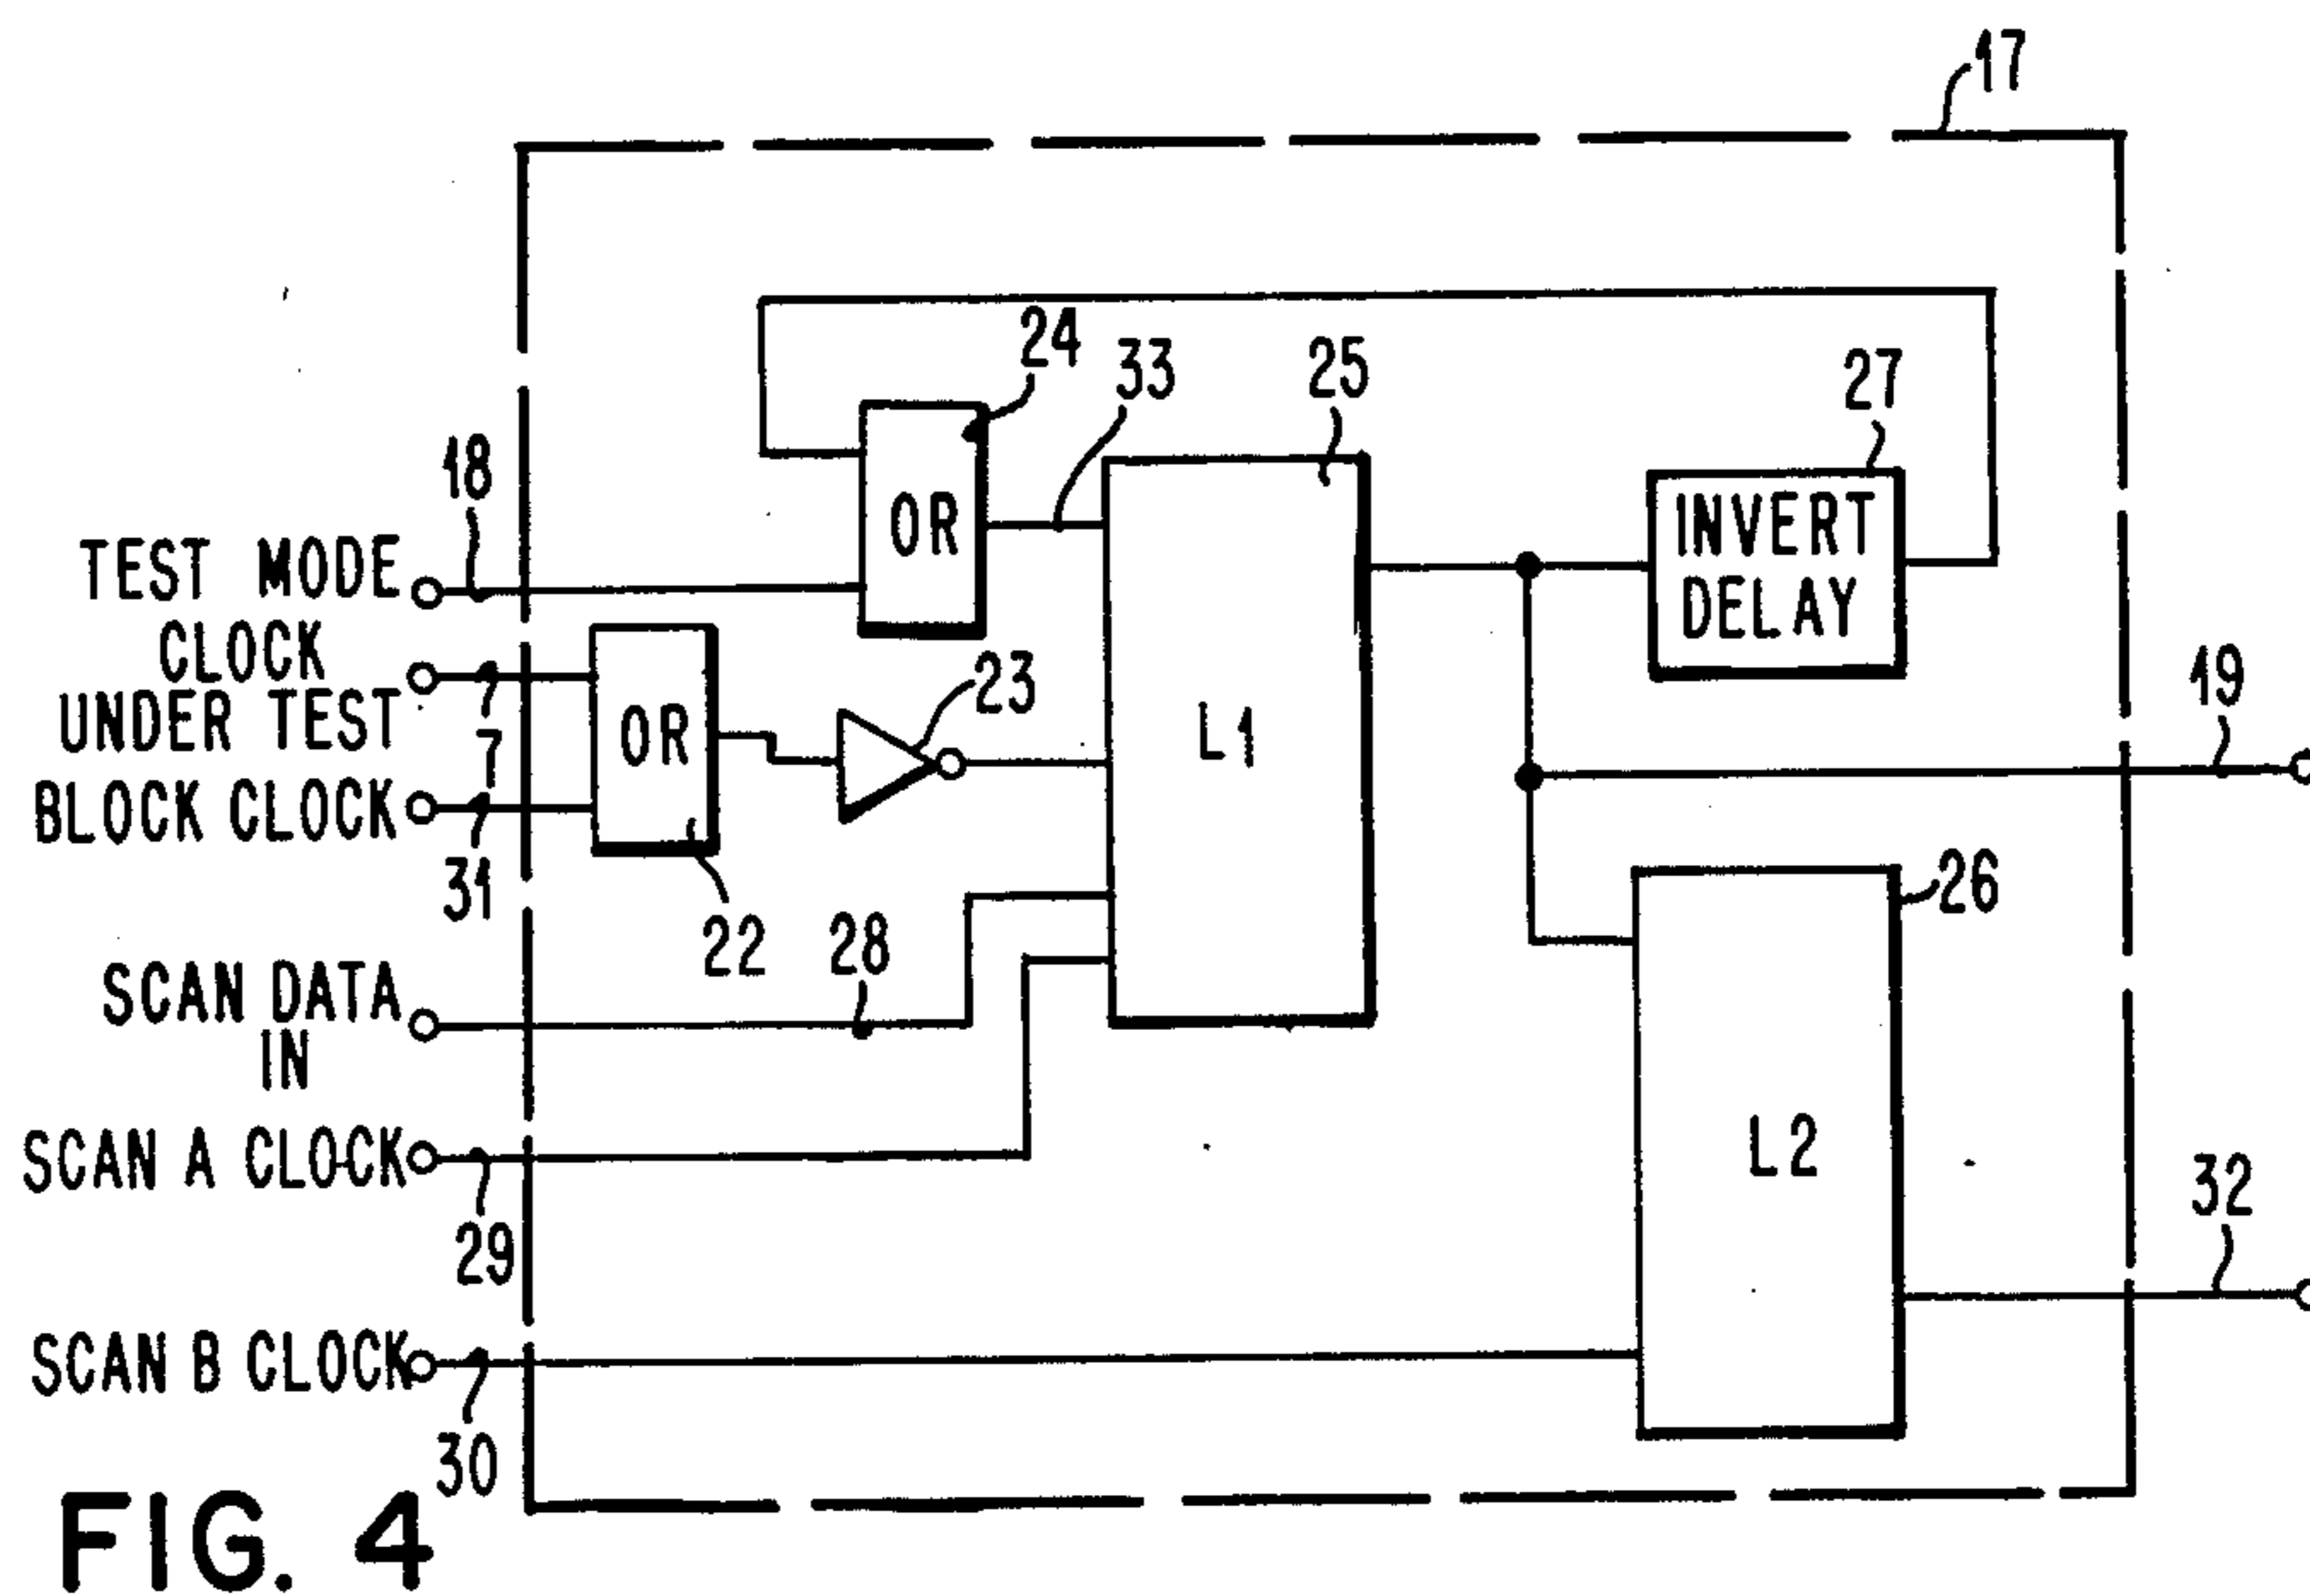 17
24
33
25
27
18
OR
INVERT
DELAY
TEST MODE
CLOCK
UNDER TEST
7
OR
23
L1
19
BLOCK CLOCK
31
22
28
26
SCAN DATA
IN
SCAN A CLOCK
29
L2
32
SCAN B CLOCK
30
FIG. 4